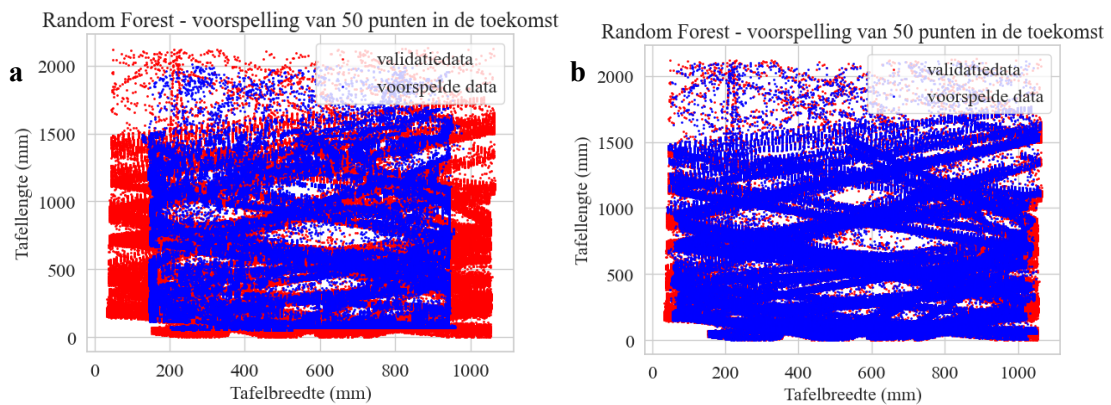 Random Forest - voorspelling van 50 punten in de toekomst
a
validatiedata
voorspelde data
Tafellengte (mm)
2000
1500
1000
500
0
0 200 400 600 800 1000
Tafelbreedte (mm)
Random Forest - voorspelling van 50 punten in de toekomst
b
validatiedata
voorspelde data
Tafellengte (mm)
2000
1500
1000
500
0
0 200 400 600 800 1000
Tafelbreedte (mm)